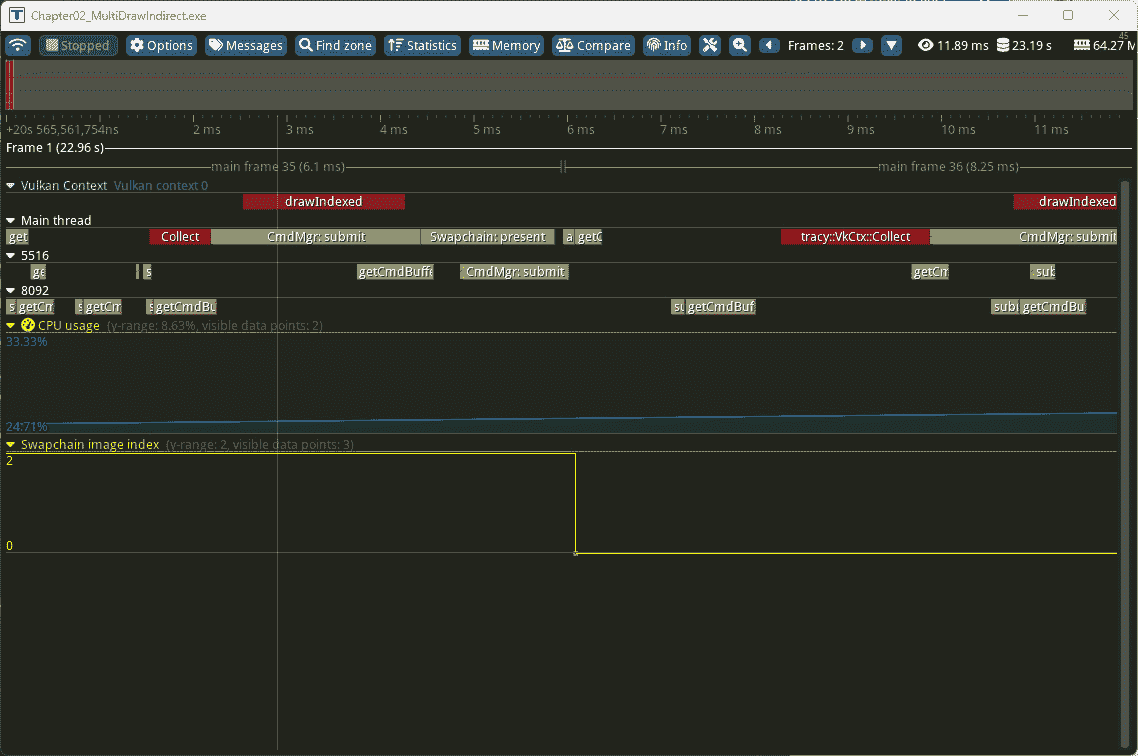 Chapter02_MultiDrawIndirect.exe
Stopped Options Messages Find zone Statistics Memory Compare Info Frames: 2 11.89 ms 23.19 s 64.27 M
45
+20s 565,561,754ns 2 ms 3 ms 4 ms 5 ms 6 ms 7 ms 8 ms 9 ms 10 ms 11 ms
Frame 1 (22.96 s)
main frame 35 (6.1 ms) main frame 36 (8.25 ms)
Vulkan Context Vulkan context 0
drawIndexed drawIndexed
Main thread
get Collect CmdMgr: submit Swapchain: present a getC tracy::VkCtx::Collect CmdMgr: submit
5516
ge s getCmdBuffe CmdMgr: submit getCm sub
8092
s getCm s getCm s getCmdBu su getCmdBuf subi getCmdBu
CPU usage (y-range: 8.63%, visible data points: 2)
33.33%
24.71%
Swapchain image index (y-range: 2, visible data points: 3)
2
0